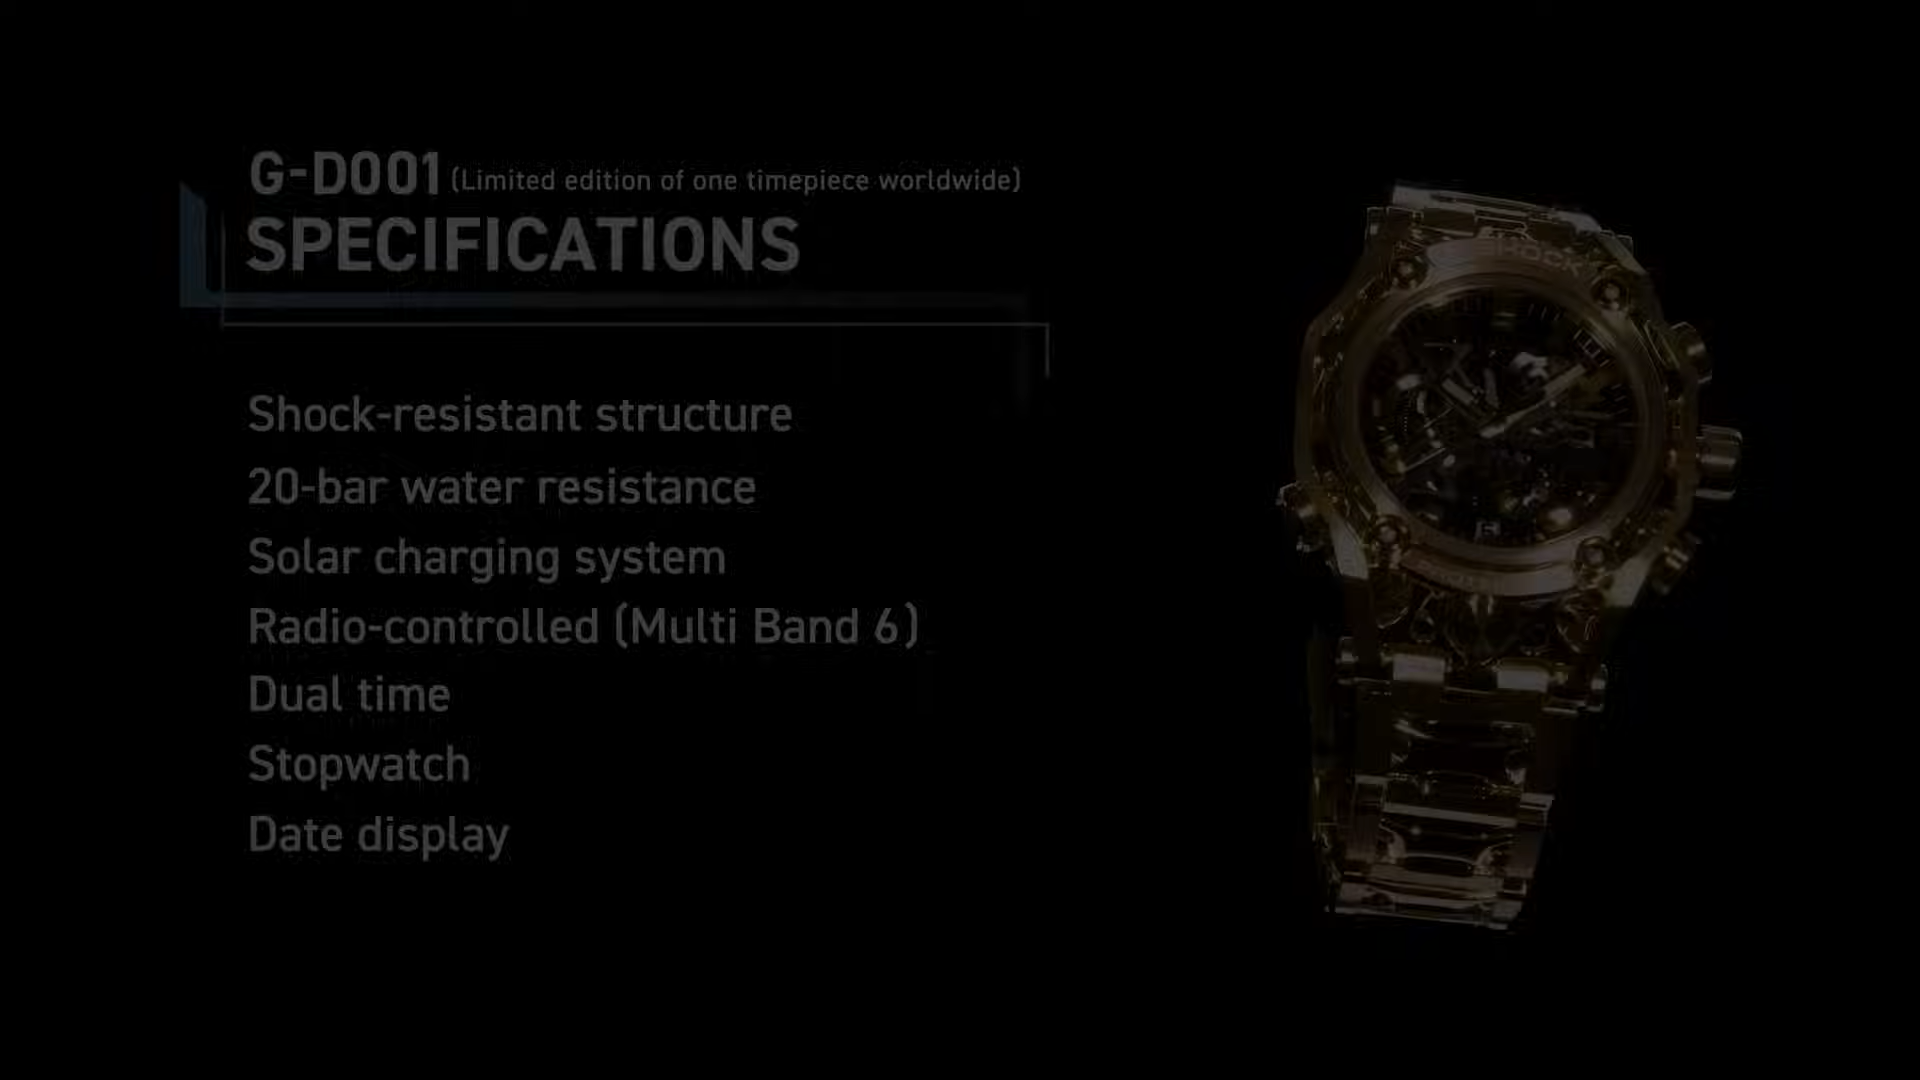 G-D001 (Limited edition of one timepiece worldwide)
SPECIFICATIONS
Shock-resistant structure
20-bar water resistance
Solar charging system
Radio-controlled (Multi Band 6)
Dual time
Stopwatch
Date display